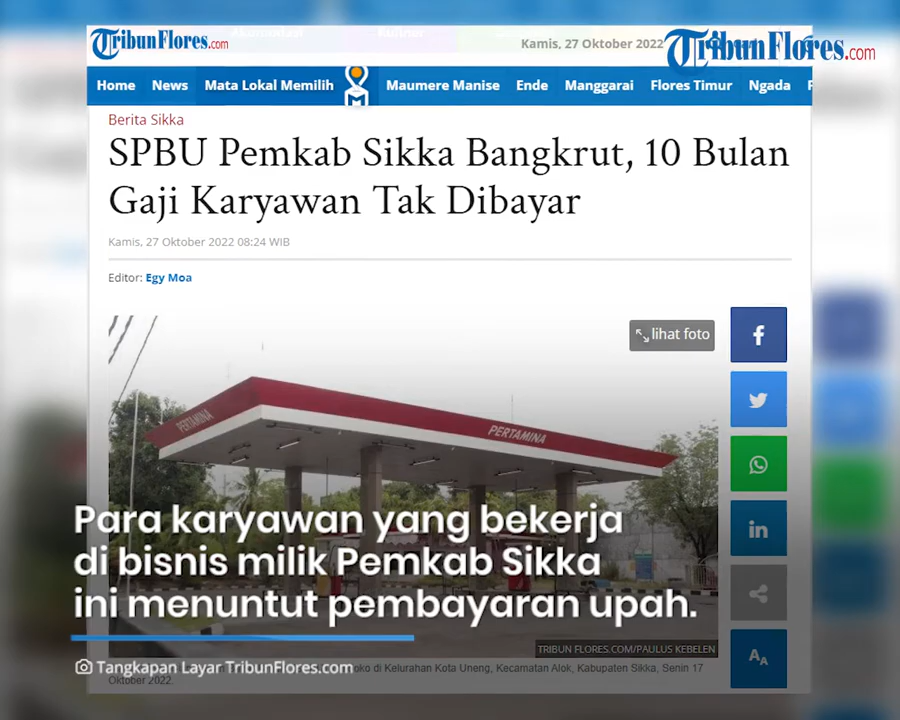 TribunFlores.com
Kamis, 27 Oktober 2022
TribunFlores.com
Home News Mata Lokal Memilih Maumere Manise Ende Manggarai Flores Timur Ngada
Berita Sikka
SPBU Pemkab Sikka Bangkrut, 10 Bulan
Gaji Karyawan Tak Dibayar
Kamis, 27 Oktober 2022 08:24 WIB
Editor: Egy Moa
lihat foto
PERTAMINA
PERTAMINA
Para karyawan yang bekerja
di bisnis milik Pemkab Sikka
ini menuntut pembayaran upah.
TRIBUN FLORES.COM/PAULUS KEBELEN
Tangkapan Layar TribunFlores.com
di Kelurahan Kota Uneng, Kecamatan Alok, Kabupaten Sikka, Senin 17
Oktober 2022.
AA